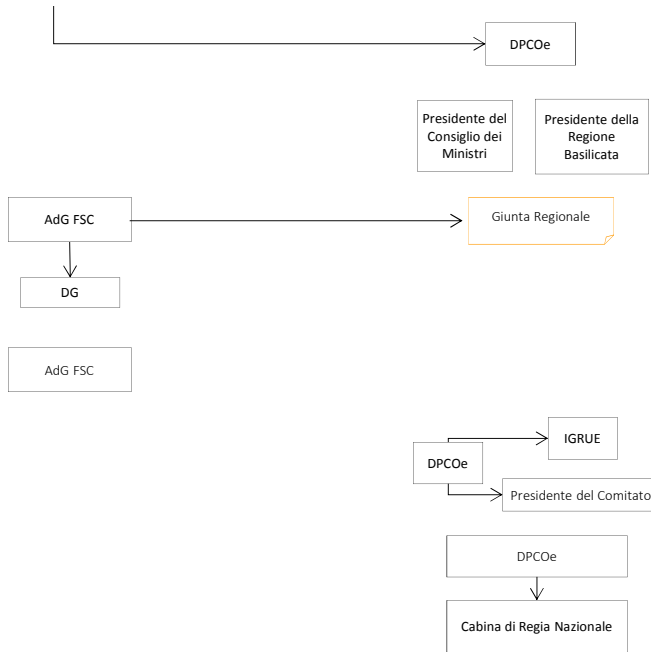 DPCOe
Presidente del
Consiglio dei
Ministri
Presidente della
Regione
Basilicata
AdG FSC
Giunta Regionale
DG
AdG FSC
IGRUE
DPCOe
Presidente del Comitato
DPCOe
Cabina di Regia Nazionale